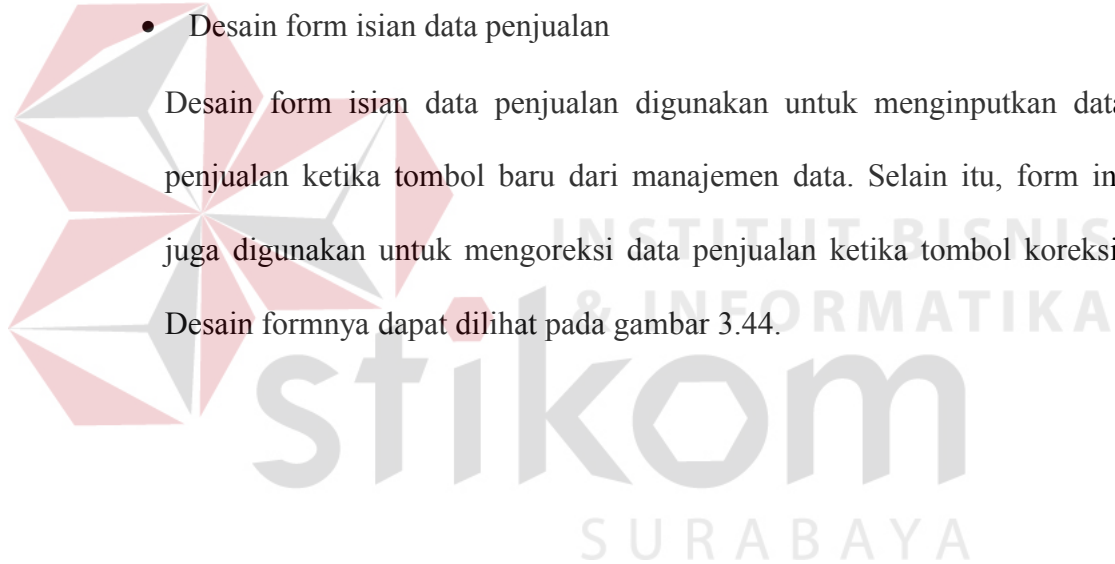 • Desain form isian data penjualan
Desain form isian data penjualan digunakan untuk menginputkan data
penjualan ketika tombol baru dari manajemen data. Selain itu, form in
juga digunakan untuk mengoreksi data penjualan ketika tombol koreksi
Desain formnya dapat dilihat pada gambar 3.44.
INSTITUT BISNIS
& INFORMATIKA
stikom
SURABAYA